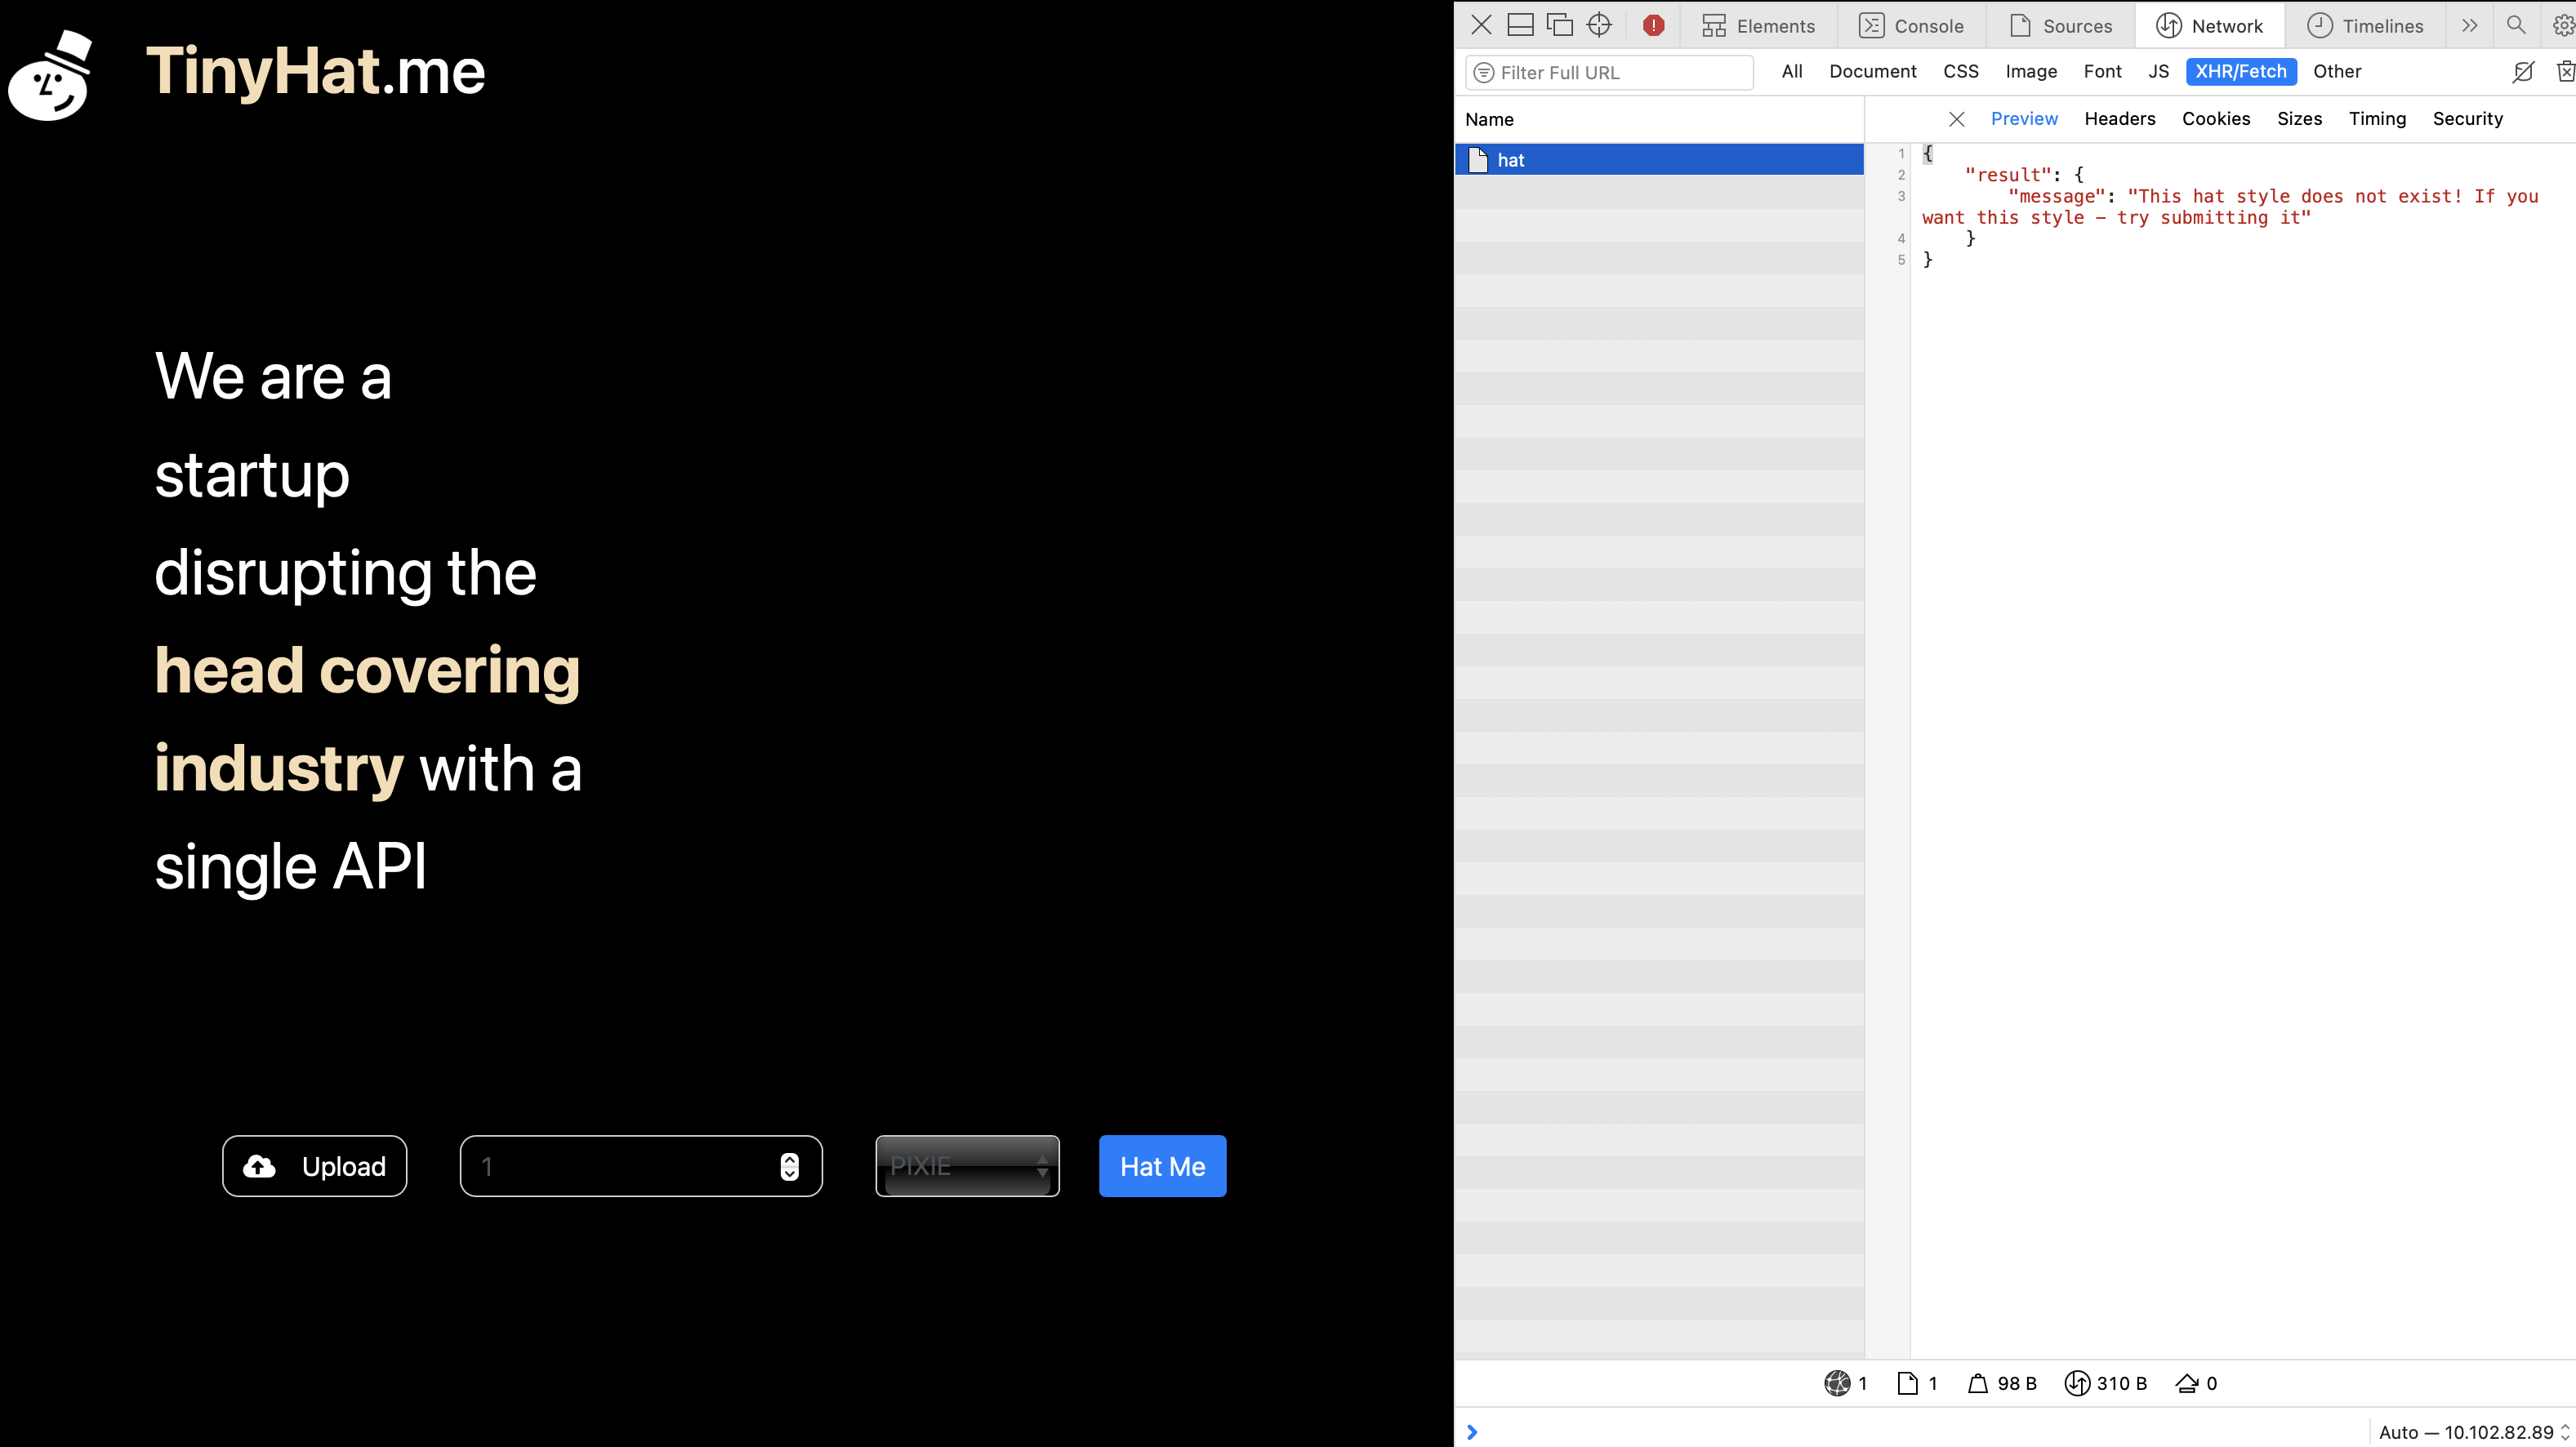 TinyHat.me
We are a
startup
disrupting the
head covering
industry with a
single API
Upload
1
PIXIE
Hat Me
Elements
Console
Sources
Network
Timelines
Filter Full URL
All
Document
CSS
Image
Font
JS
XHR/Fetch
Other
Name
Preview
Headers
Cookies
Sizes
Timing
Security
hat
1 {
2 "result": {
3 "message": "This hat style does not exist! If you
want this style – try submitting it"
4 }
5 }
1
1
98 B
310 B
0
Auto — 10.102.82.89